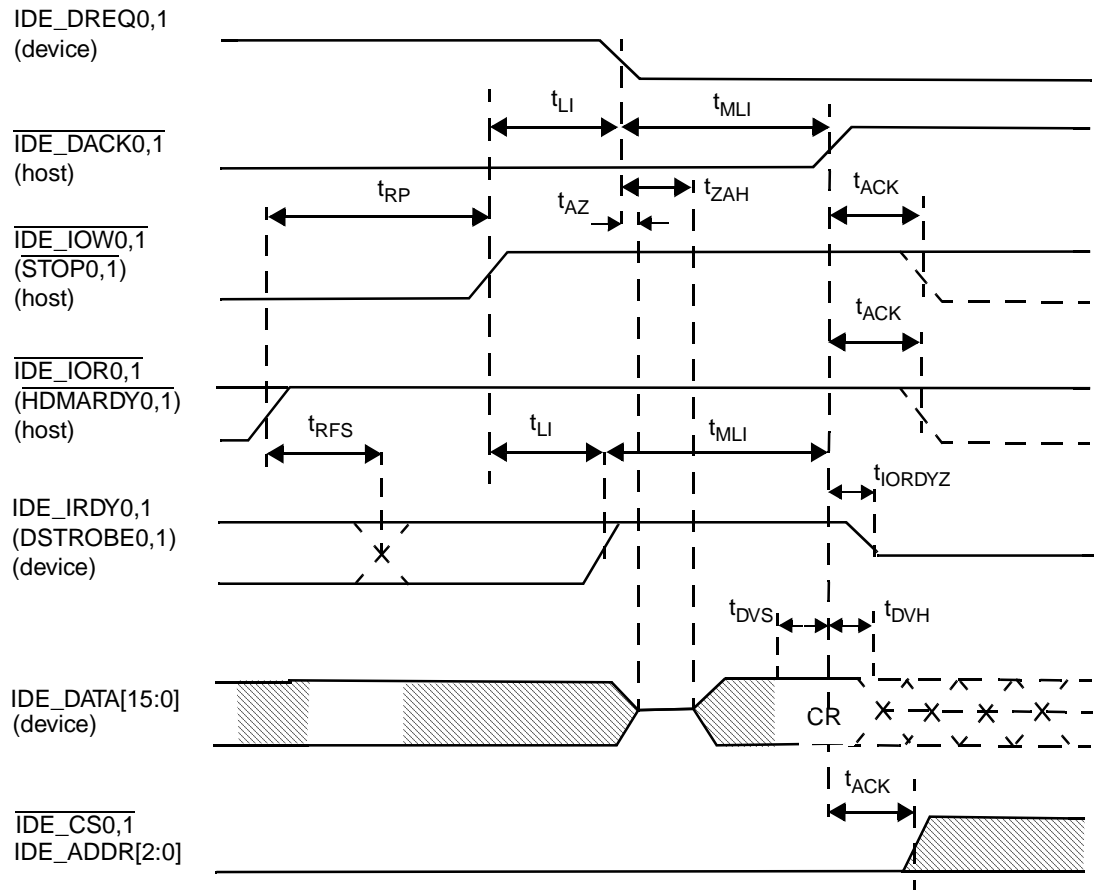 IDE_DREQ0,1
(device)
tLI
tMLI
IDE_DACK0,1
(host)
tRP
tAZ
tZAH
tACK
IDE_IOW0,1
(STOP0,1)
(host)
tACK
IDE_IOR0,1
(HDMARDY0,1)
(host)
tRFS
tLI
tMLI
tIORDYZ
IDE_IRDY0,1
(DSTROBE0,1)
(device)
tDVS
tDVH
IDE_DATA[15:0]
(device)
CR
tACK
IDE_CS0,1
IDE_ADDR[2:0]